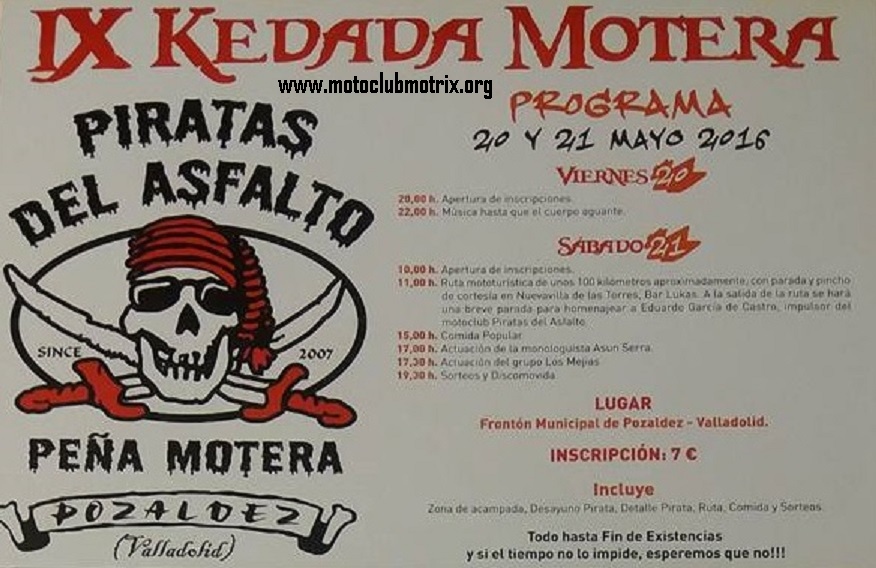 IX KEDADA MOTERA
www.motoclubmotrix.org
PIRATAS
DEL ASFALTO
SINCE 2007
PEÑA MOTERA
POZALDEZ
(Valladolid)
PROGRAMA
20 Y 21 MAYO 2016
VIERNES 20
20,00 h. Apertura de inscripciones.
22,00 h. Música hasta que el cuerpo aguante.
SÁBADO 21
10,00 h. Apertura de inscripciones.
11,00 h. Ruta mototurística de unos 100 kilómetros aproximadamente, con parada y pincho
de cortesía en Nuevavilla de las Torres, Bar Lukas. A la salida de la ruta se hará
una breve parada para homenajear a Eduardo García de Castro, impulsor del
motoclub Piratas del Asfalto.
15,00 h. Comida Popular.
17,00 h. Actuación de la monologuista Asun Serra.
17,30 h. Actuación del grupo Los Mejias.
19,30 h. Sorteos y Discomovida.
LUGAR
Frontón Municipal de Pozaldez - Valladolid.
INSCRIPCIÓN: 7 €
Incluye
Zona de acampada, Desayuno Pirata, Detalle Pirata, Ruta, Comida y Sorteos.
Todo hasta Fin de Existencias
y si el tiempo no lo impide, esperemos que no!!!